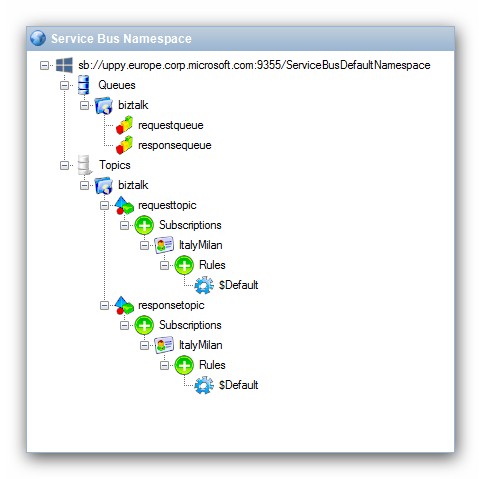 Service Bus Namespace
sb://uppy.europe.corp.microsoft.com:9355/ServiceBusDefaultNamespace
Queues
biztalk
requestqueue
responsequeue
Topics
biztalk
requesttopic
Subscriptions
ItalyMilan
Rules
$Default
responsetopic
Subscriptions
ItalyMilan
Rules
$Default